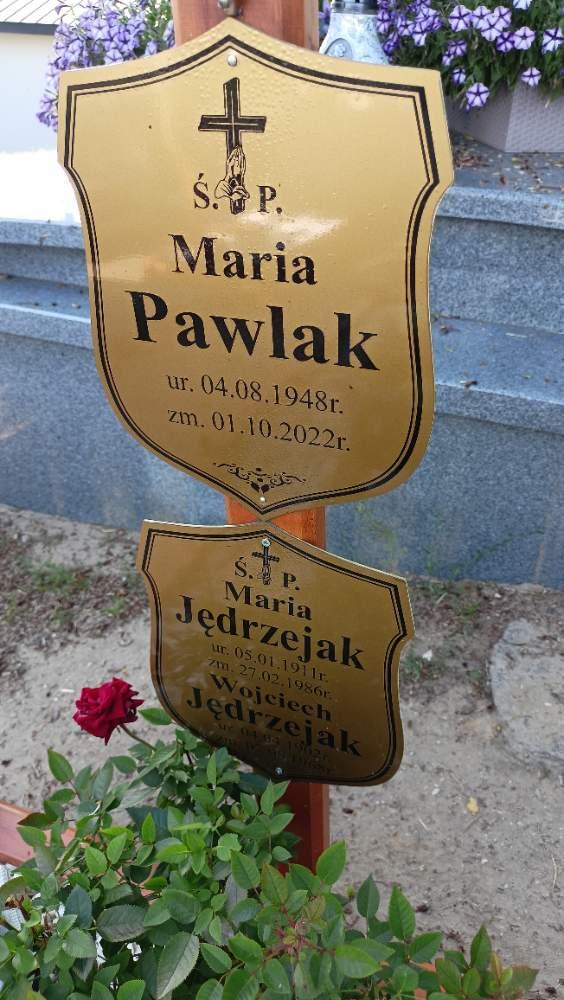 Ś. P.
Maria
Pawlak
ur. 04.08.1948r.
zm. 01.10.2022r.
Ś. P.
Maria
Jędrzejak
ur. 05.01.1911r.
zm. 27.02.1986r.
Wojciech
Jędrzejak
ur.